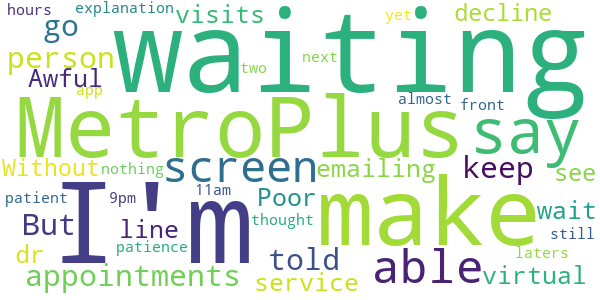 hours explanation visits yet decline
go waiting
person two next
Awful app almost front
MetroPlus say
Without nothing screen emailing keep see
I'm make
patient 9pm 11am Poor wait
But line thought able still
dr patience told virtual laters
appointments service